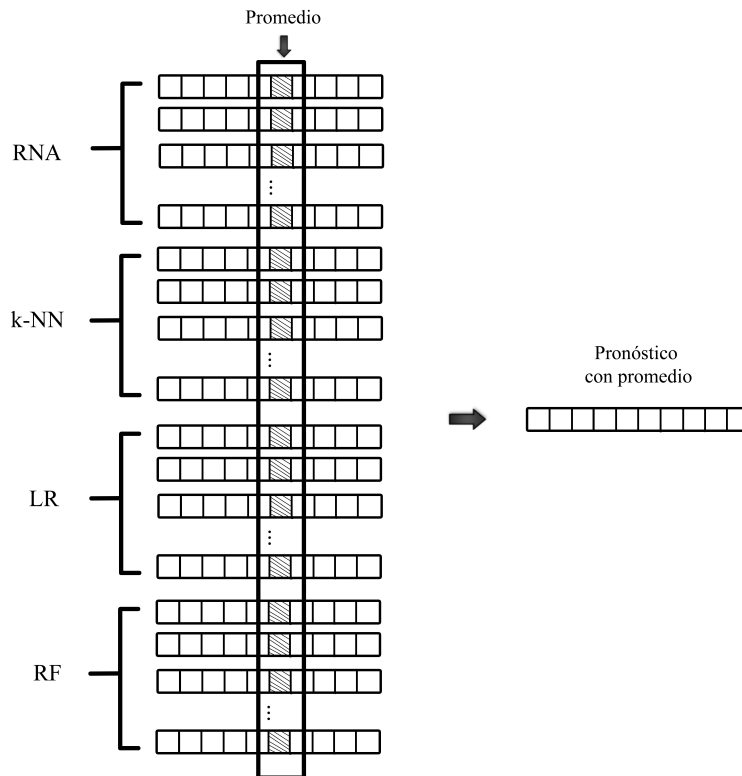 Promedio
RNA
k-NN
LR
RF
Pronóstico
con promedio